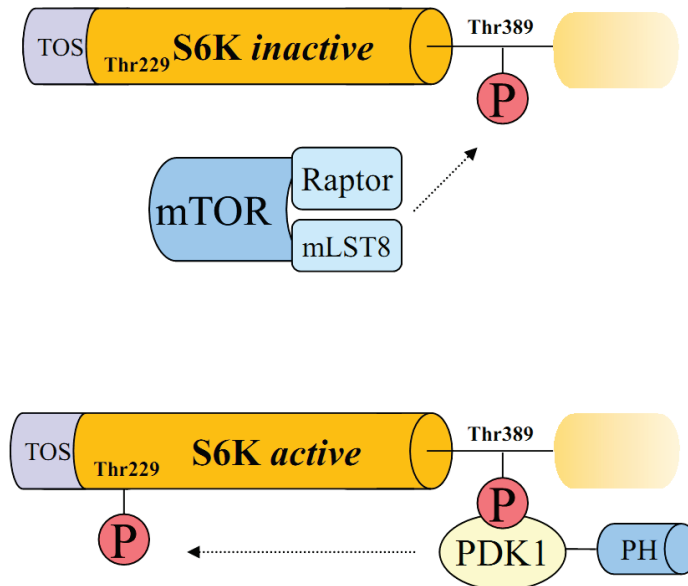 TOS
Thr229
S6K inactive
Thr389
P
mTOR
Raptor
mLST8
TOS
Thr229
S6K active
Thr389
P
P
PDK1
PH